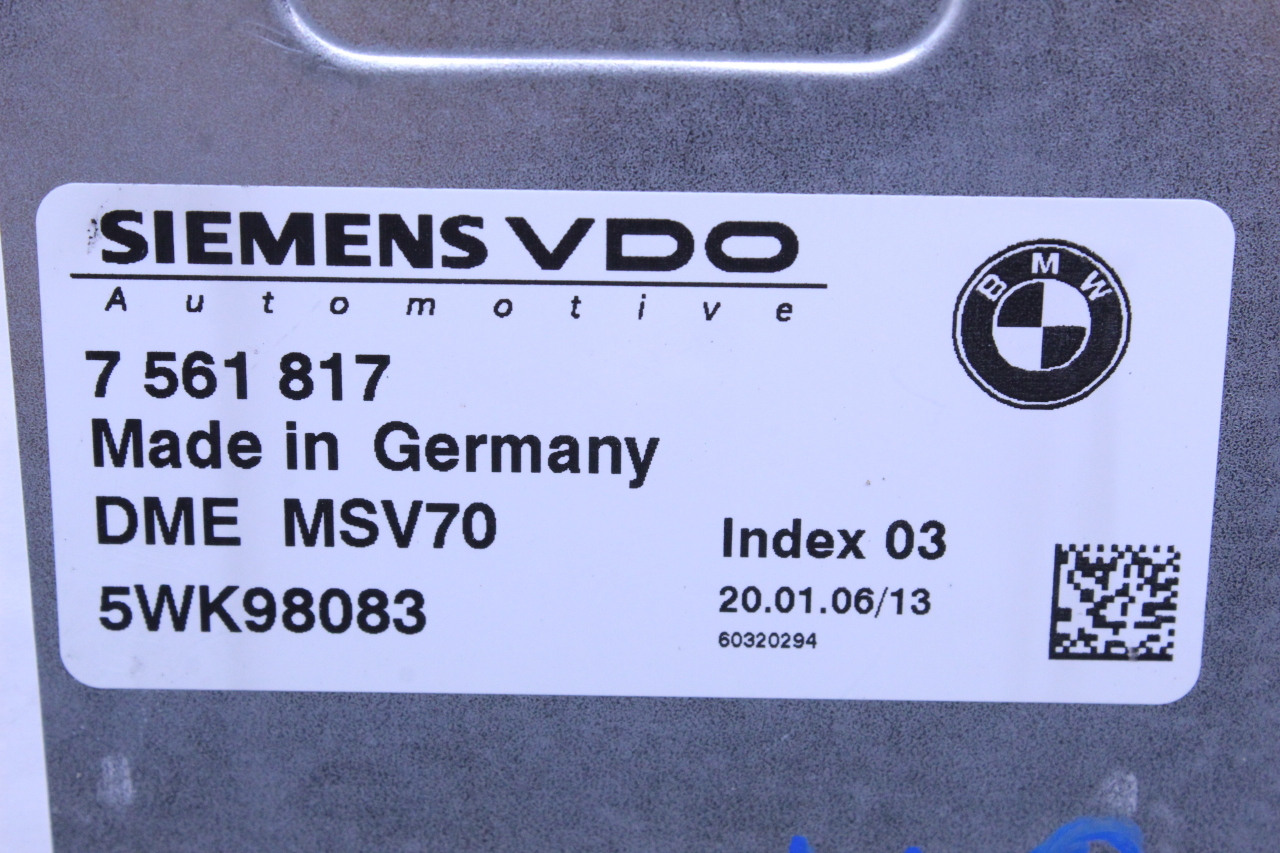 SIEMENS VDO
Automotive
BMW
7 561 817
Made in Germany
DME MSV70
Index 03
5WK98083
20.01.06/13
60320294